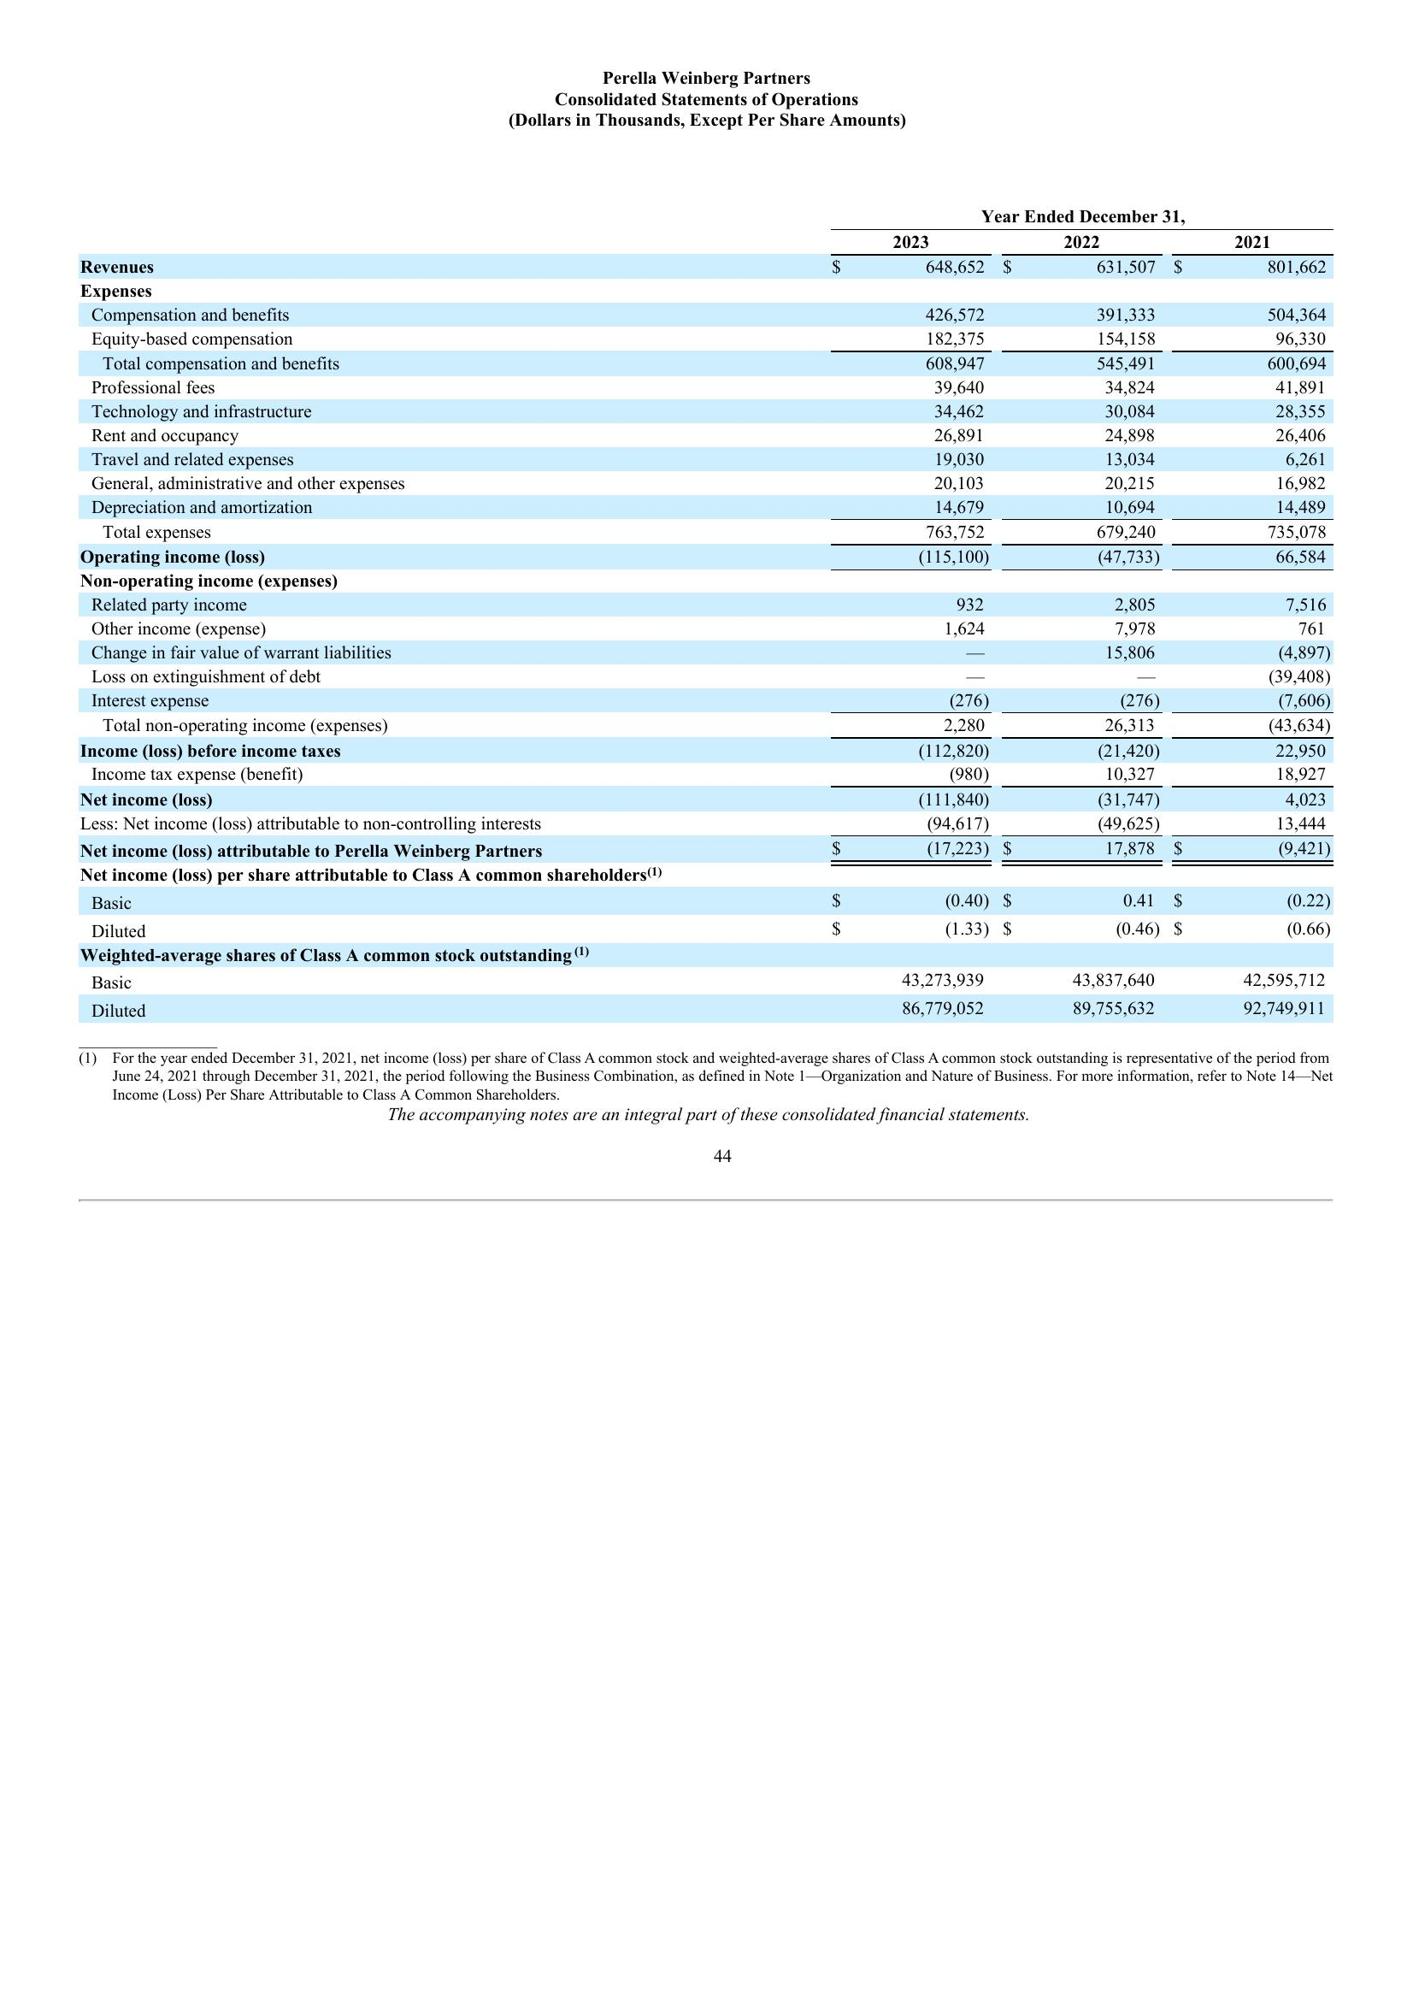 Perella Weinberg Partners
Consolidated Statements of Operations
(Dollars in Thousands, Except Per Share Amounts)
Year Ended December 31,
2023 2022 2021
Revenues $ 648,652 $ 631,507 $ 801,662
Expenses
Compensation and benefits 426,572 391,333 504,364
Equity-based compensation 182,375 154,158 96,330
Total compensation and benefits 608,947 545,491 600,694
Professional fees 39,640 34,824 41,891
Technology and infrastructure 34,462 30,084 28,355
Rent and occupancy 26,891 24,898 26,406
Travel and related expenses 19,030 13,034 6,261
General, administrative and other expenses 20,103 20,215 16,982
Depreciation and amortization 14,679 10,694 14,489
Total expenses 763,752 679,240 735,078
Operating income (loss) (115,100) (47,733) 66,584
Non-operating income (expenses)
Related party income 932 2,805 7,516
Other income (expense) 1,624 7,978 761
Change in fair value of warrant liabilities — 15,806 (4,897)
Loss on extinguishment of debt — — (39,408)
Interest expense (276) (276) (7,606)
Total non-operating income (expenses) 2,280 26,313 (43,634)
Income (loss) before income taxes (112,820) (21,420) 22,950
Income tax expense (benefit) (980) 10,327 18,927
Net income (loss) (111,840) (31,747) 4,023
Less: Net income (loss) attributable to non-controlling interests (94,617) (49,625) 13,444
Net income (loss) attributable to Perella Weinberg Partners $ (17,223) $ 17,878 $ (9,421)
Net income (loss) per share attributable to Class A common shareholders(1)
Basic $ (0.40) $ 0.41 $ (0.22)
Diluted $ (1.33) $ (0.46) $ (0.66)
Weighted-average shares of Class A common stock outstanding (1)
Basic 43,273,939 43,837,640 42,595,712
Diluted 86,779,052 89,755,632 92,749,911
(1) For the year ended December 31, 2021, net income (loss) per share of Class A common stock and weighted-average shares of Class A common stock outstanding is representative of the period from
June 24, 2021 through December 31, 2021, the period following the Business Combination, as defined in Note 1—Organization and Nature of Business. For more information, refer to Note 14—Net
Income (Loss) Per Share Attributable to Class A Common Shareholders.
The accompanying notes are an integral part of these consolidated financial statements.
44